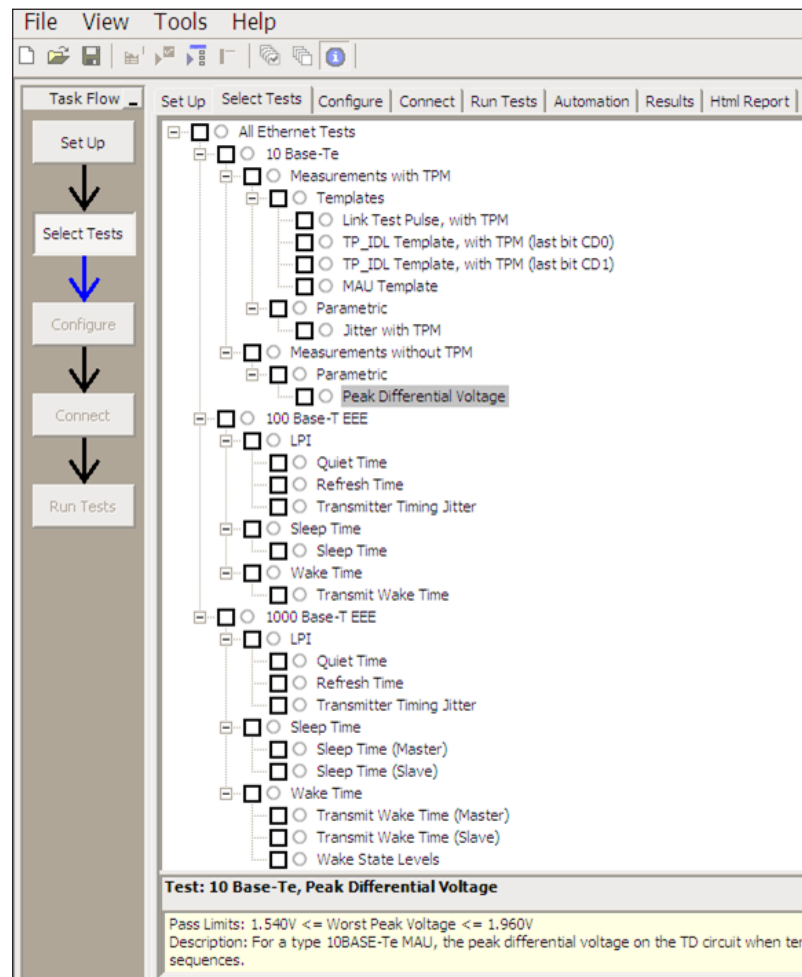 File View Tools Help
Task Flow
Set Up
Select Tests
Configure
Connect
Run Tests
Set Up Select Tests Configure Connect Run Tests Automation Results Html Report
All Ethernet Tests
10 Base-Te
Measurements with TPM
Templates
Link Test Pulse, with TPM
TP_IDL Template, with TPM (last bit CD0)
TP_IDL Template, with TPM (last bit CD1)
MAU Template
Parametric
Jitter with TPM
Measurements without TPM
Parametric
Peak Differential Voltage
100 Base-T EEE
LPI
Quiet Time
Refresh Time
Transmitter Timing Jitter
Sleep Time
Sleep Time
Wake Time
Transmit Wake Time
1000 Base-T EEE
LPI
Quiet Time
Refresh Time
Transmitter Timing Jitter
Sleep Time
Sleep Time (Master)
Sleep Time (Slave)
Wake Time
Transmit Wake Time (Master)
Transmit Wake Time (Slave)
Wake State Levels
Test: 10 Base-Te, Peak Differential Voltage
Pass Limits: 1.540V <= Worst Peak Voltage <= 1.960V
Description: For a type 10BASE-Te MAU, the peak differential voltage on the TD circuit when ter
sequences.